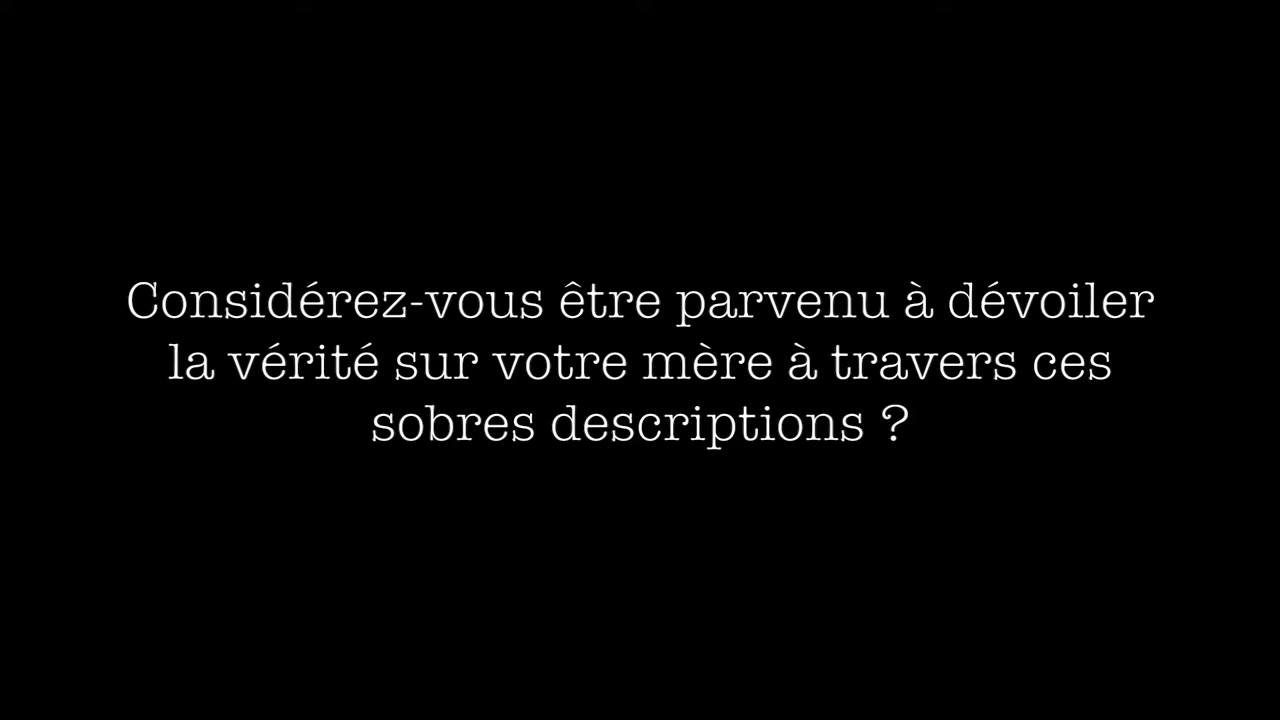 Considérez-vous être parvenu à dévoiler
la vérité sur votre mère à travers ces
sobres descriptions ?